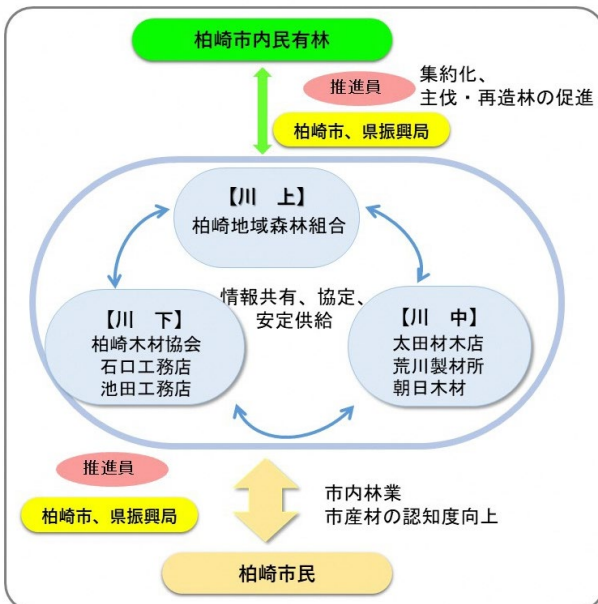 柏崎市内民有林
推進員
集約化、
主伐・再造林の促進
柏崎市、県振興局
【川　上】
柏崎地域森林組合
情報共有、協定、
安定供給
【川　下】
柏崎木材協会
石口工務店
池田工務店
【川　中】
太田材木店
荒川製材所
朝日木材
推進員
柏崎市、県振興局
市内林業
市産材の認知度向上
柏崎市民